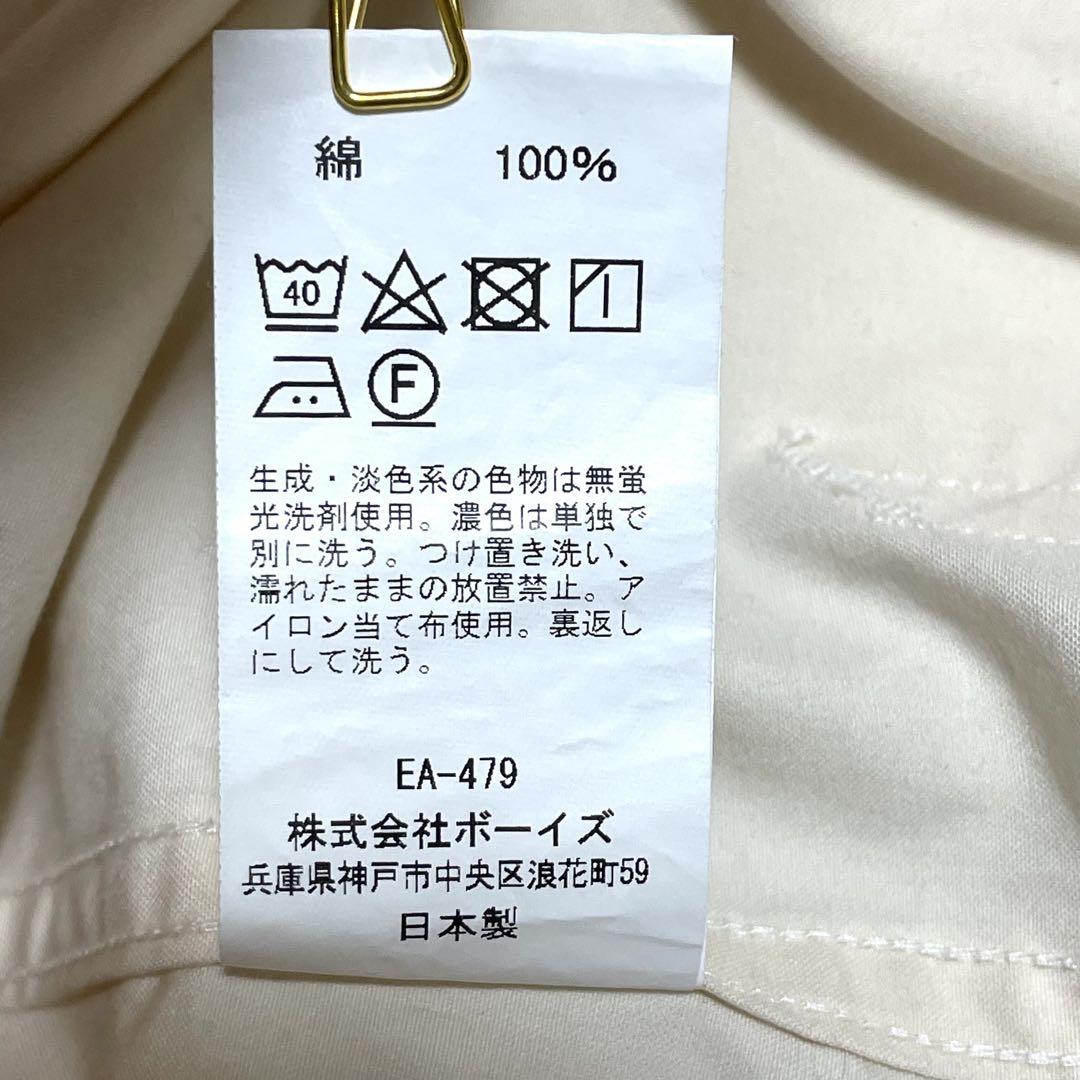 綿 100%
40
F
生成・淡色系の色物は無蛍
光洗剤使用。濃色は単独で
別に洗う。つけ置き洗い、
濡れたままの放置禁止。ア
イロン当て布使用。裏返し
にして洗う。
EA-479
株式会社ボーイズ
兵庫県神戸市中央区浪花町59
日本製